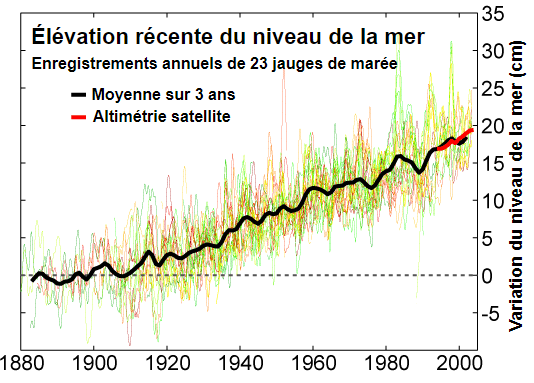 Élévation récente du niveau de la mer
Enregistrements annuels de 23 jauges de marée
Moyenne sur 3 ans
Altimétrie satellite
35
30
25
20
15
10
5
0
-5
Variation du niveau de la mer (cm)
1880 1900 1920 1940 1960 1980 2000